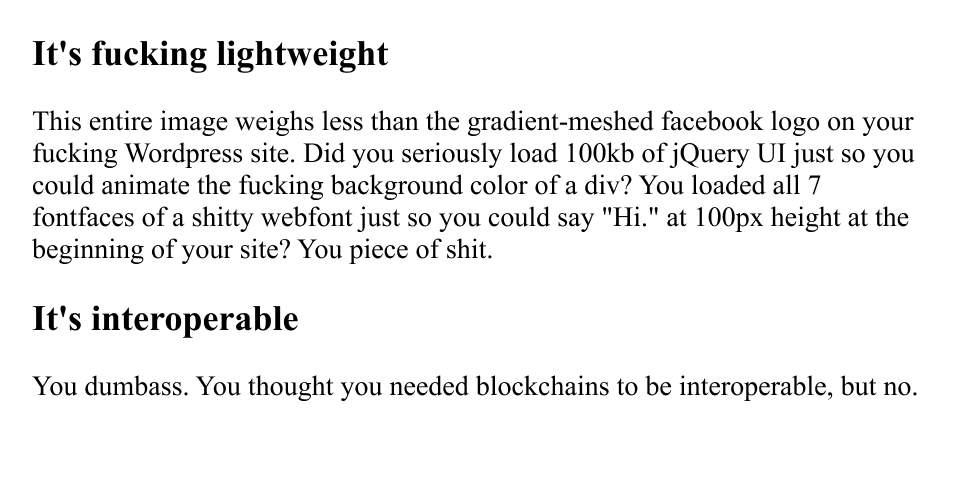 It's fucking lightweight
This entire image weighs less than the gradient-meshed facebook logo on your
fucking Wordpress site. Did you seriously load 100kb of jQuery UI just so you
could animate the fucking background color of a div? You loaded all 7
fontfaces of a shitty webfont just so you could say "Hi." at 100px height at the
beginning of your site? You piece of shit.
It's interoperable
You dumbass. You thought you needed blockchains to be interoperable, but no.